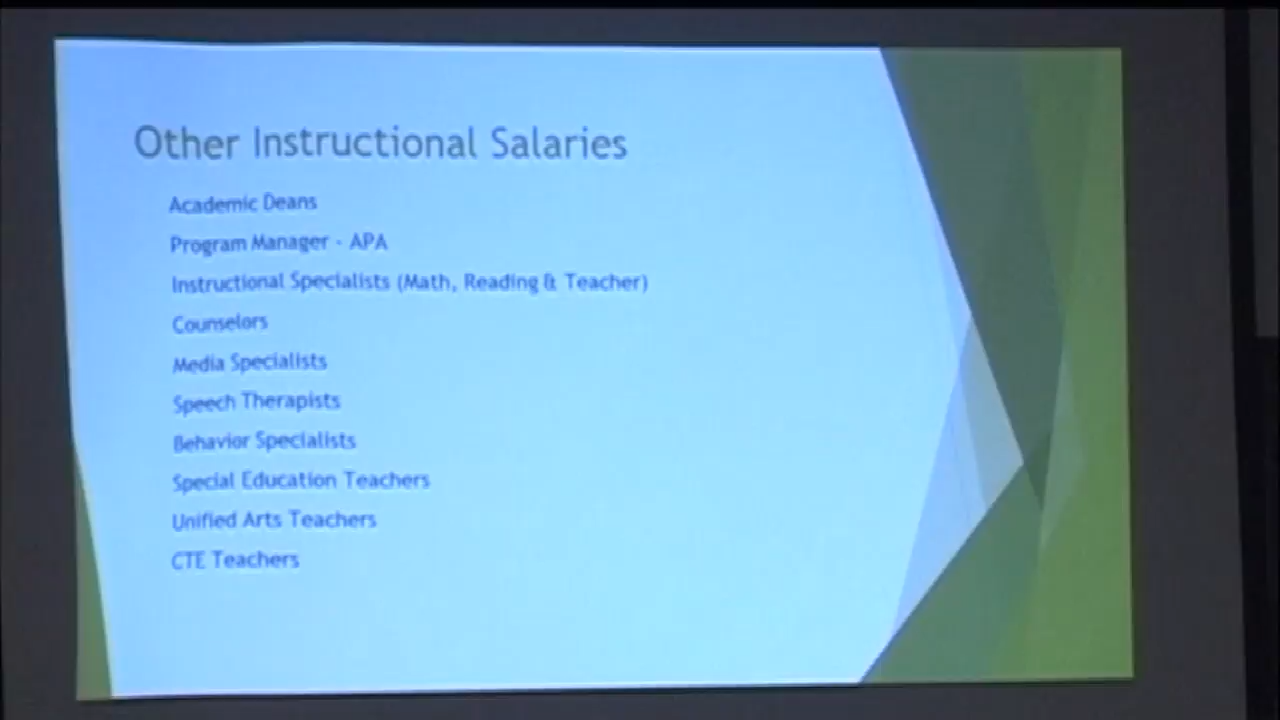 Other Instructional Salaries
Academic Deans
Program Manager - APA
Instructional Specialists (Math, Reading & Teacher)
Counselors
Media Specialists
Speech Therapists
Behavior Specialists
Special Education Teachers
Unified Arts Teachers
CTE Teachers